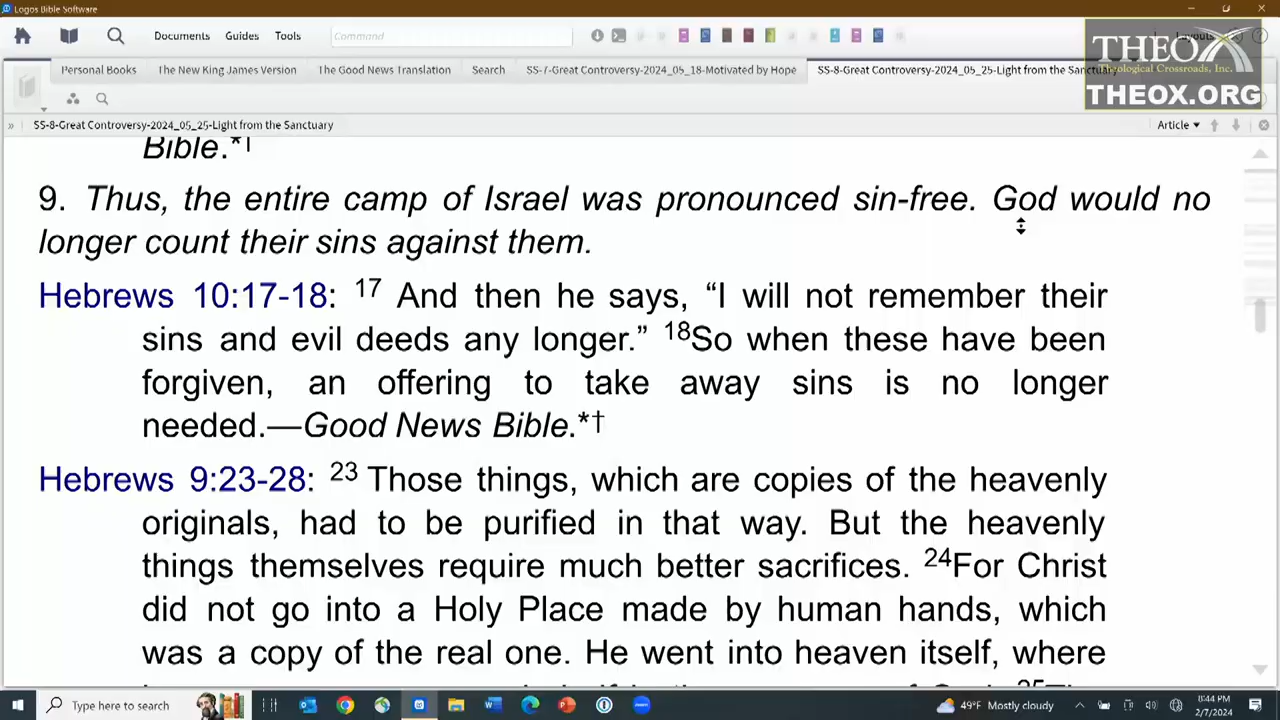 Logos Bible Software
Documents Guides Tools Command
THEOX
Theological Crossroads, Inc.
THEOX.ORG
Personal Books The New King James Version The Good New SS-7-Great Controversy-2024_05_18-Motivated by Hope SS-8-Great Controversy-2024_05_25-Light from the Sanctu
SS-8-Great Controversy-2024_05_25-Light from the Sanctuary Article
Bible.*†
9. Thus, the entire camp of Israel was pronounced sin-free. God would no
longer count their sins against them.
Hebrews 10:17-18: 17 And then he says, “I will not remember their
sins and evil deeds any longer.” 18So when these have been
forgiven, an offering to take away sins is no longer
needed.—Good News Bible.*†
Hebrews 9:23-28: 23 Those things, which are copies of the heavenly
originals, had to be purified in that way. But the heavenly
things themselves require much better sacrifices. 24For Christ
did not go into a Holy Place made by human hands, which
was a copy of the real one. He went into heaven itself, where
Type here to search 49°F Mostly cloudy 8:44 PM
2/7/2024